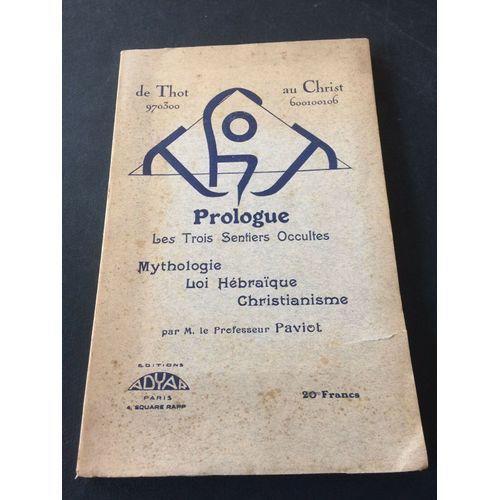 de Thot
970300
au Christ
600100106
Prologue
Les Trois Sentiers Occultes
Mythologie
Loi Hébraïque
Christianisme
par M. le Professeur Paviot
EDITIONS
ADYAR
PARIS
4, SQUARE RAPP
20 Francs